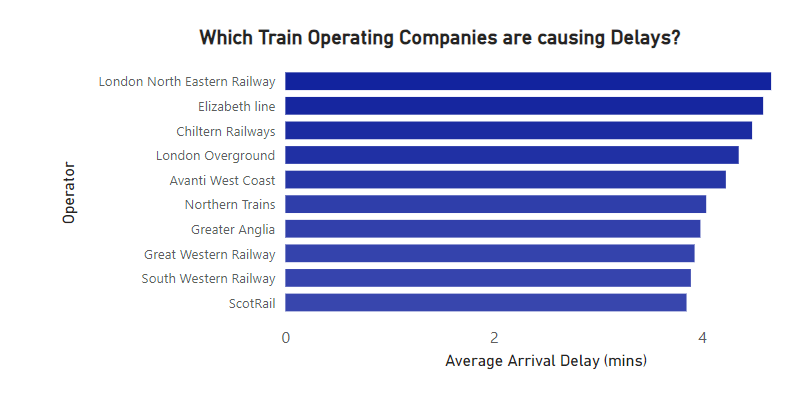 Which Train Operating Companies are causing Delays?
London North Eastern Railway
Elizabeth line
Chiltern Railways
London Overground
Avanti West Coast
Northern Trains
Greater Anglia
Great Western Railway
South Western Railway
ScotRail
Operator
0 2 4
Average Arrival Delay (mins)